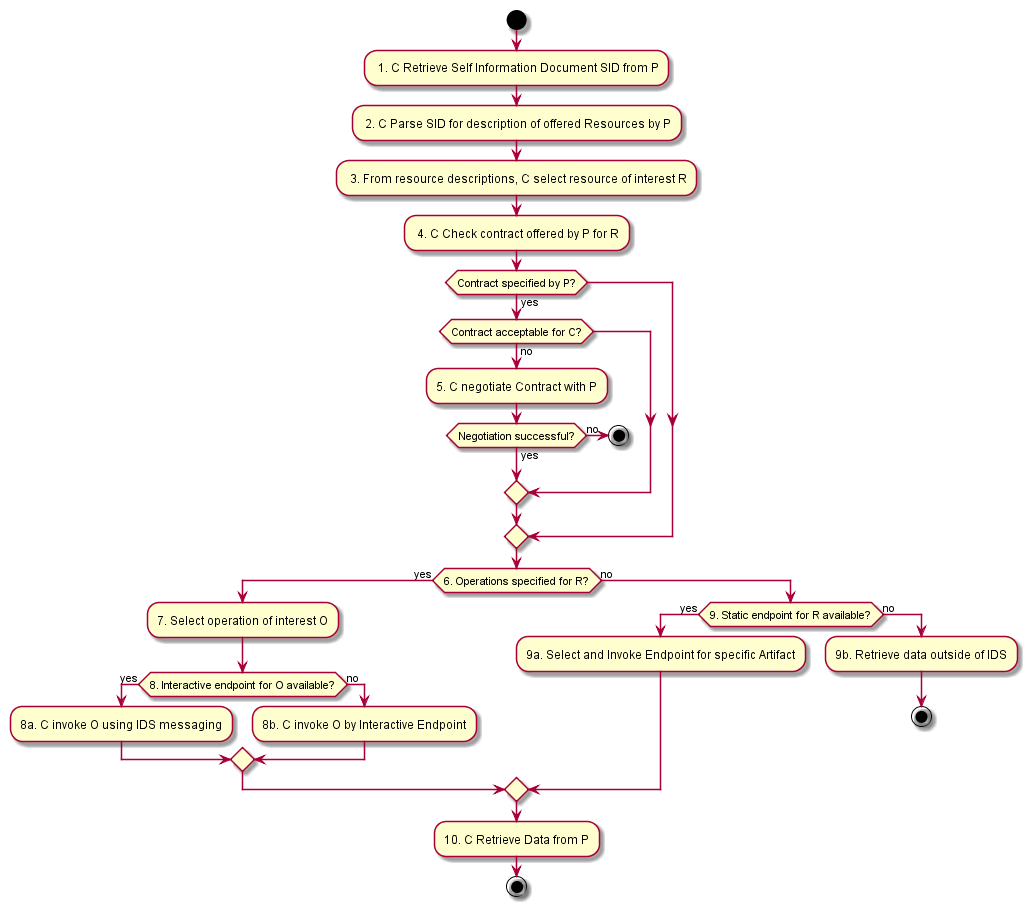 1. C Retrieve Self Information Document SID from P
2. C Parse SID for description of offered Resources by P
3. From resource descriptions, C select resource of interest R
4. C Check contract offered by P for R
Contract specified by P?
yes
Contract acceptable for C?
no
5. C negotiate Contract with P
Negotiation successful?
no
yes
yes
6. Operations specified for R?
no
7. Select operation of interest O
yes
8. Interactive endpoint for O available?
no
8a. C invoke O using IDS messaging
8b. C invoke O by Interactive Endpoint
yes
9. Static endpoint for R available?
no
9a. Select and Invoke Endpoint for specific Artifact
9b. Retrieve data outside of IDS
10. C Retrieve Data from P